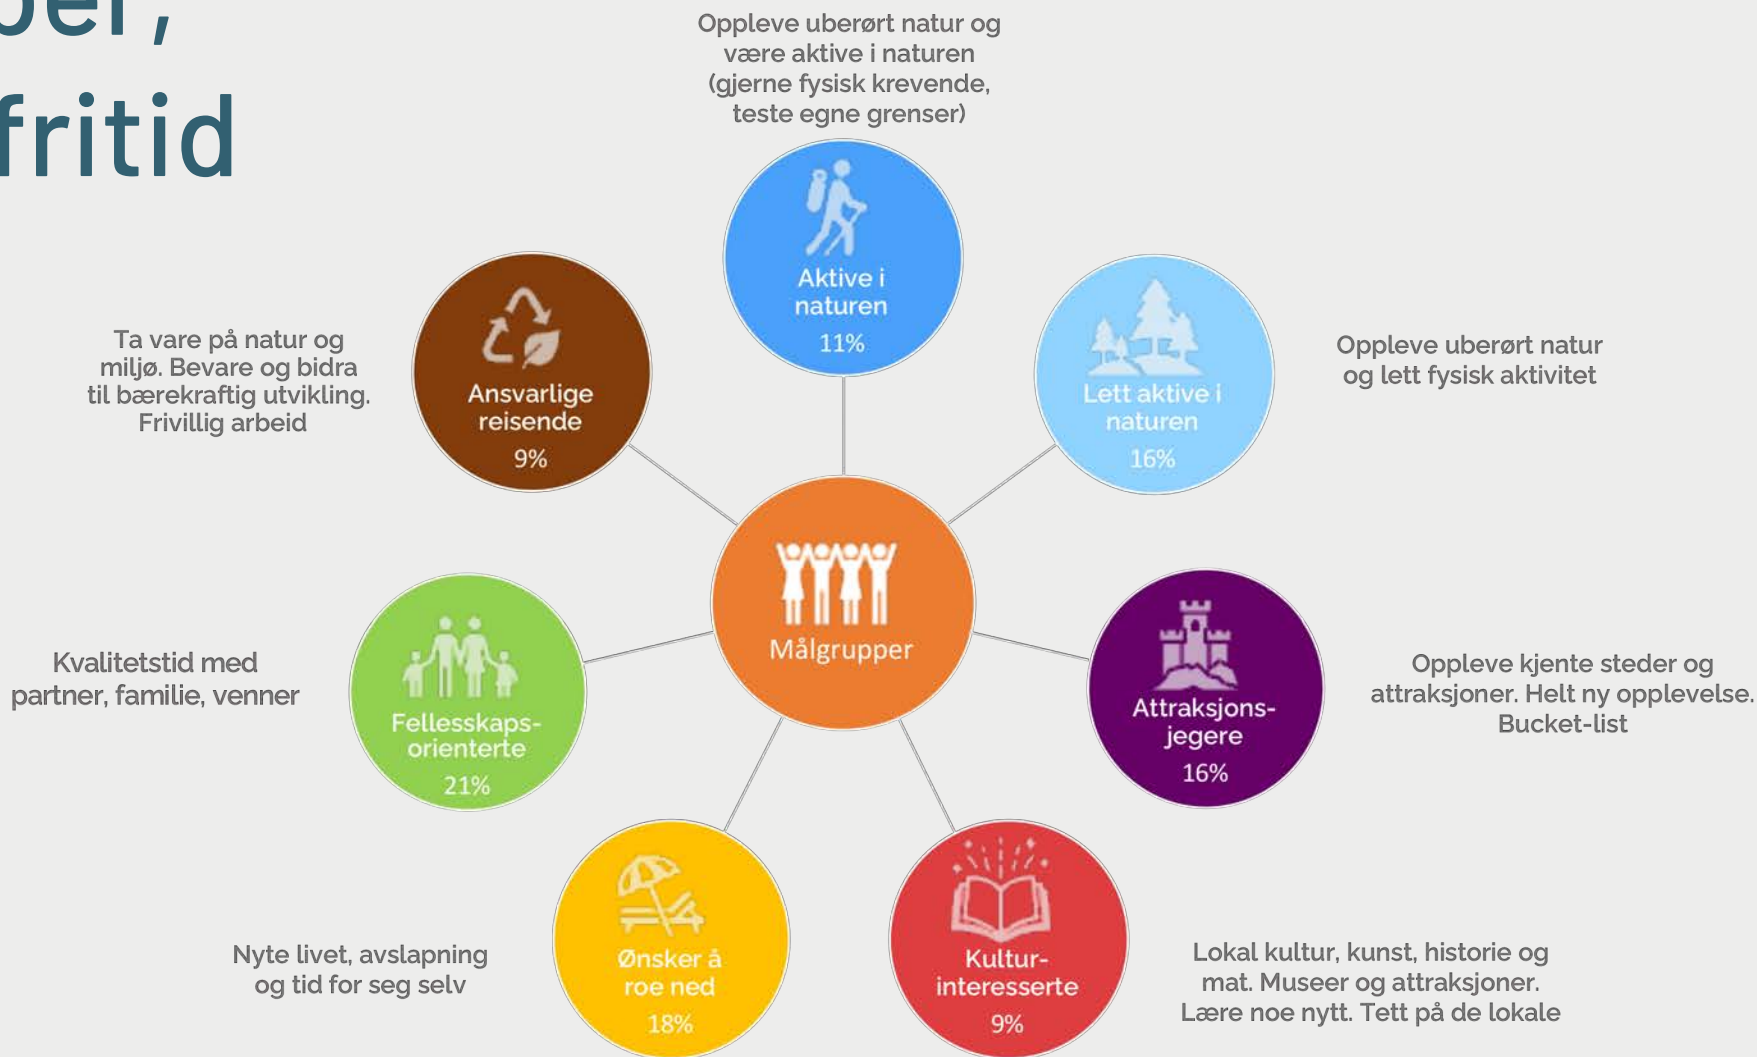 fritid
Oppleve uberørt natur og
være aktive i naturen
(gjerne fysisk krevende,
teste egne grenser)
Aktive i
naturen
11%
Lett aktive i
naturen
16%
Oppleve uberørt natur
og lett fysisk aktivitet
Attraksjons-
jegere
16%
Oppleve kjente steder og
attraksjoner. Helt ny opplevelse.
Bucket-list
Kultur-
interesserte
9%
Lokal kultur, kunst, historie og
mat. Museer og attraksjoner.
Lære noe nytt. Tett på de lokale
Ønsker å
roe ned
18%
Nyte livet, avslapning
og tid for seg selv
Fellesskaps-
orienterte
21%
Kvalitetstid med
partner, familie, venner
Ansvarlige
reisende
9%
Ta vare på natur og
miljø. Bevare og bidra
til bærekraftig utvikling.
Frivillig arbeid
Målgrupper